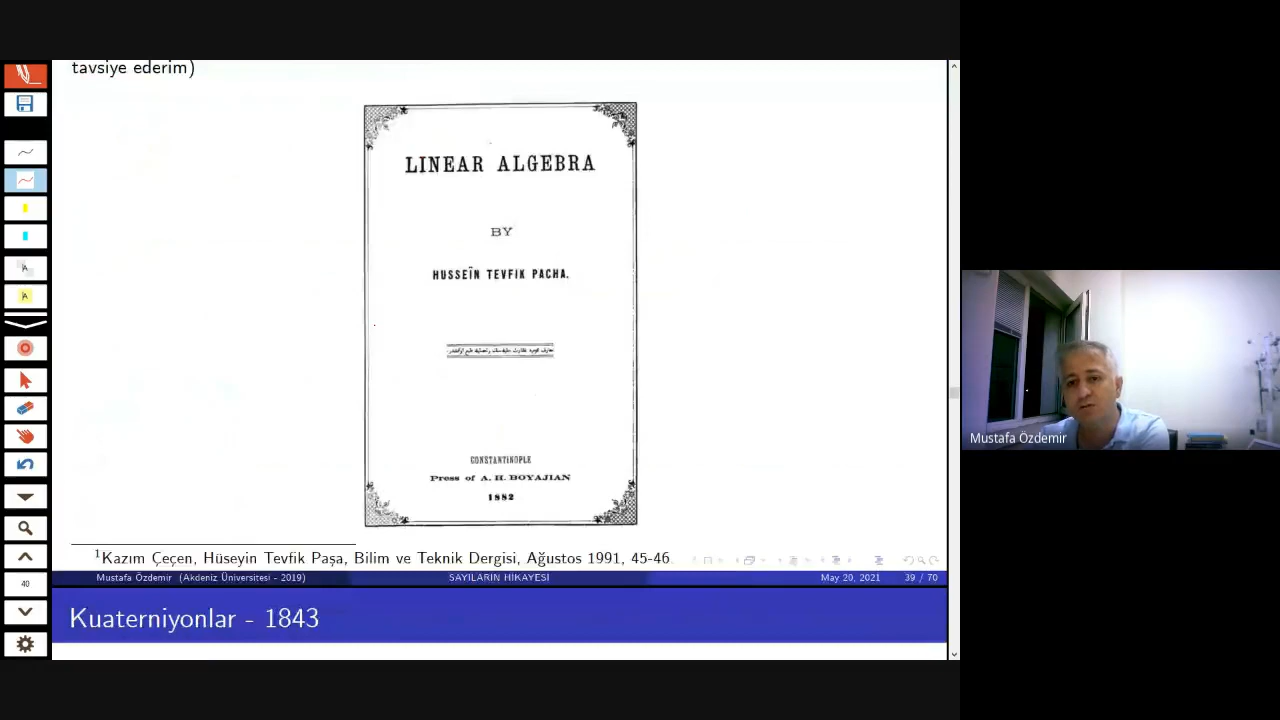 tavsiye ederim)
LINEAR ALGEBRA
BY
HUSSEÏN TEVFIK PACHA.
CONSTANTINOPLE
Press of A. H. BOYAJIAN
1882
1Kazım Çeçen, Hüseyin Tevfik Paşa, Bilim ve Teknik Dergisi, Ağustos 1991, 45-46.
Mustafa Özdemir (Akdeniz Üniversitesi - 2019) SAYILARIN HİKAYESİ May 20, 2021 39 / 70
Kuaterniyonlar - 1843
40
Mustafa Özdemir